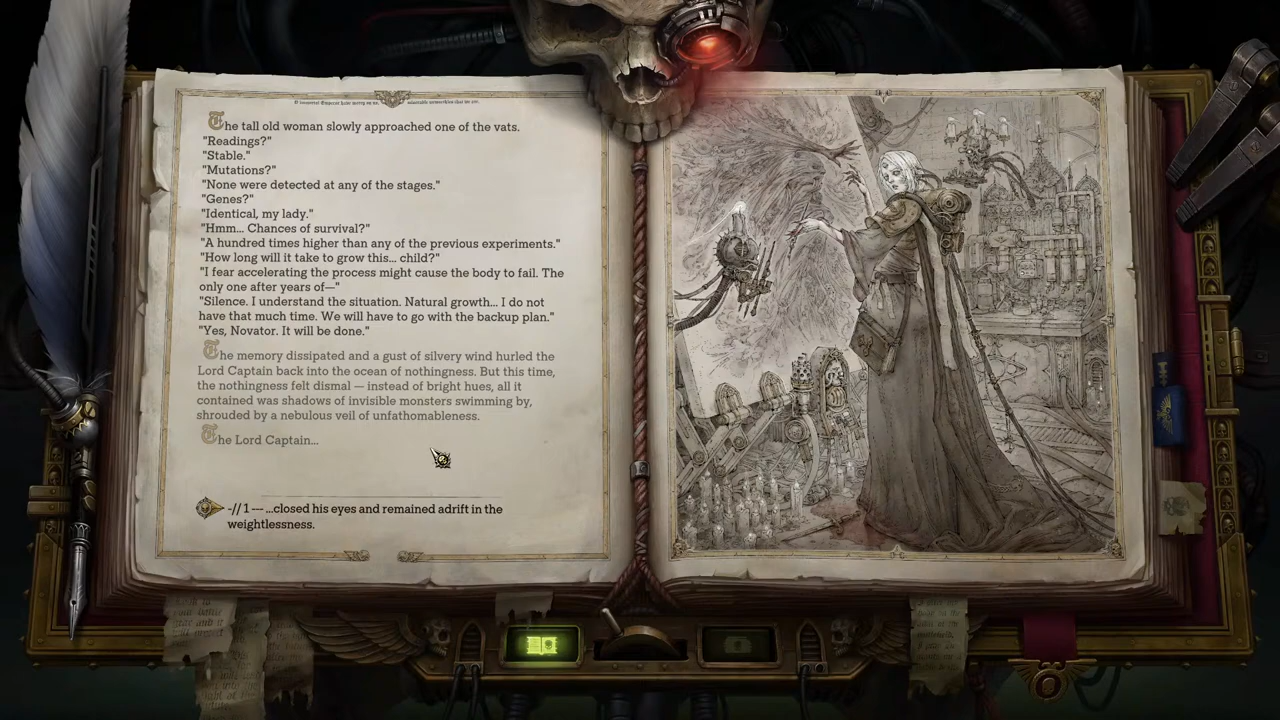 The tall old woman slowly approached one of the vats.
"Readings?"
"Stable."
"Mutations?"
"None were detected at any of the stages."
"Genes?"
"Identical, my lady."
"Hmm... Chances of survival?"
"A hundred times higher than any of the previous experiments."
"How long will it take to grow this... child?"
"I fear accelerating the process might cause the body to fail. The
only one after years of—"
"Silence. I understand the situation. Natural growth... I do not
have that much time. We will have to go with the backup plan."
"Yes, Novator. It will be done."
The memory dissipated and a gust of silvery wind hurled the
Lord Captain back into the ocean of nothingness. But this time,
the nothingness felt dismal — instead of bright hues, all it
contained was shadows of invisible monsters swimming by,
shrouded by a nebulous veil of unfathomableness.
The Lord Captain...
-// 1 --- ...closed his eyes and remained adrift in the
weightlessness.